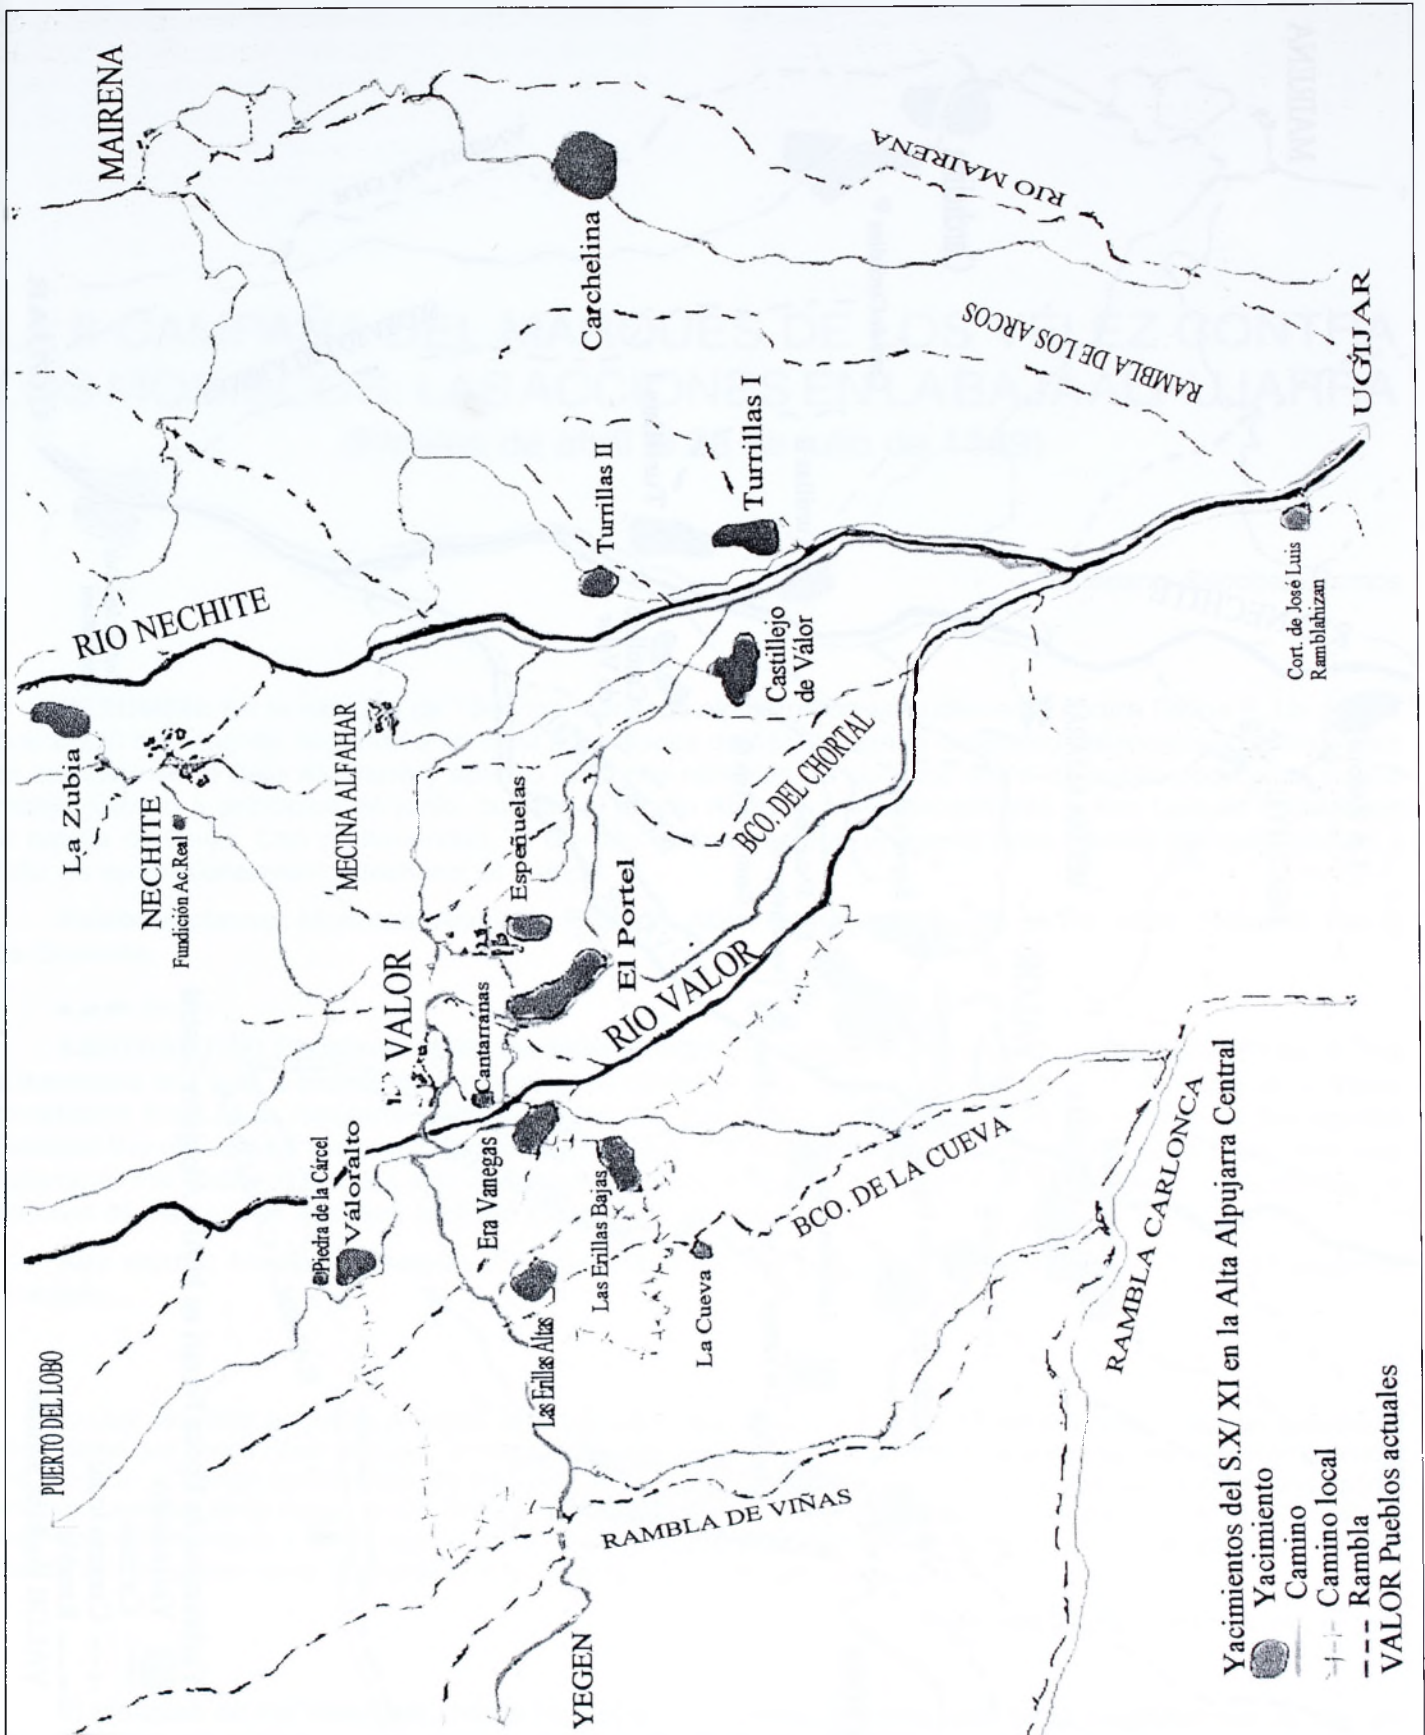 PUERTO DEL LOBO
La Zubia
RIO NECHITE
MAIRENA
NECHITE
Fundición Ac.Real
Piedra de la Cárcel
Váloralto
VALOR
MECINA ALFAHAR
Cantarranas
Espeñuelas
Era Vanegas
Las Erillas Altas
Las Erillas Bajas
El Portel
Turrillas II
Carchelina
YEGEN
RAMBLA DE VIÑAS
La Cueva
RIO VALOR
BCO. DEL CHORTAL
Castillejo
de Válor
Turrillas I
BCO. DE LA CUEVA
RIO MAIRENA
RAMBLA DE LOS ARCOS
RAMBLA CARLONCA
Cort. de José Luis
Ramblahizan
UGIJAR
Yacimientos del S.X/ XI en la Alta Alpujarra Central
Yacimiento
Camino
Camino local
Rambla
VALOR Pueblos actuales